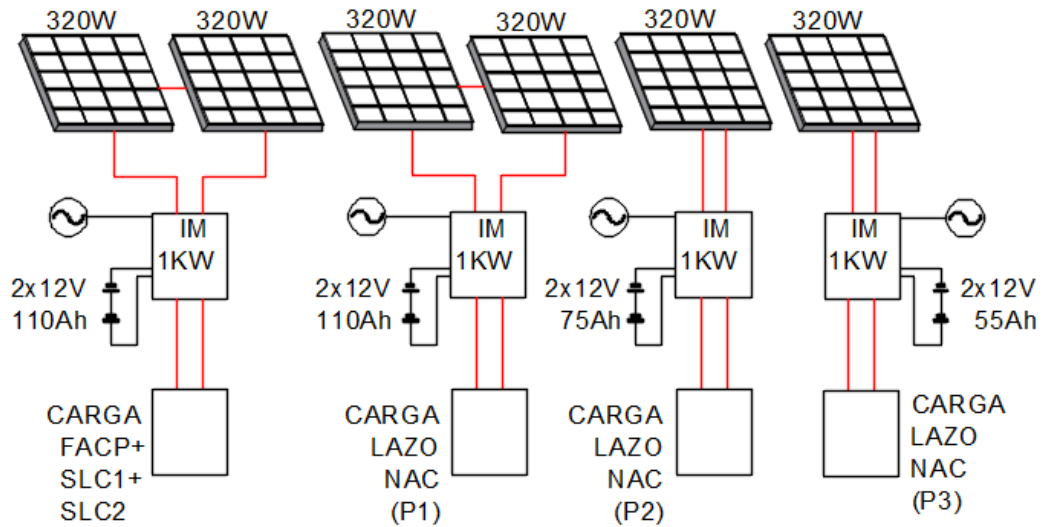 320W 320W 320W 320W 320W 320W
IM IM IM IM
1KW 1KW 1KW 1KW
2x12V 2x12V 2x12V 2x12V
110Ah 110Ah 75Ah 55Ah
CARGA CARGA CARGA CARGA
FACP+ LAZO LAZO LAZO
SLC1+ NAC NAC NAC
SLC2 (P1) (P2) (P3)